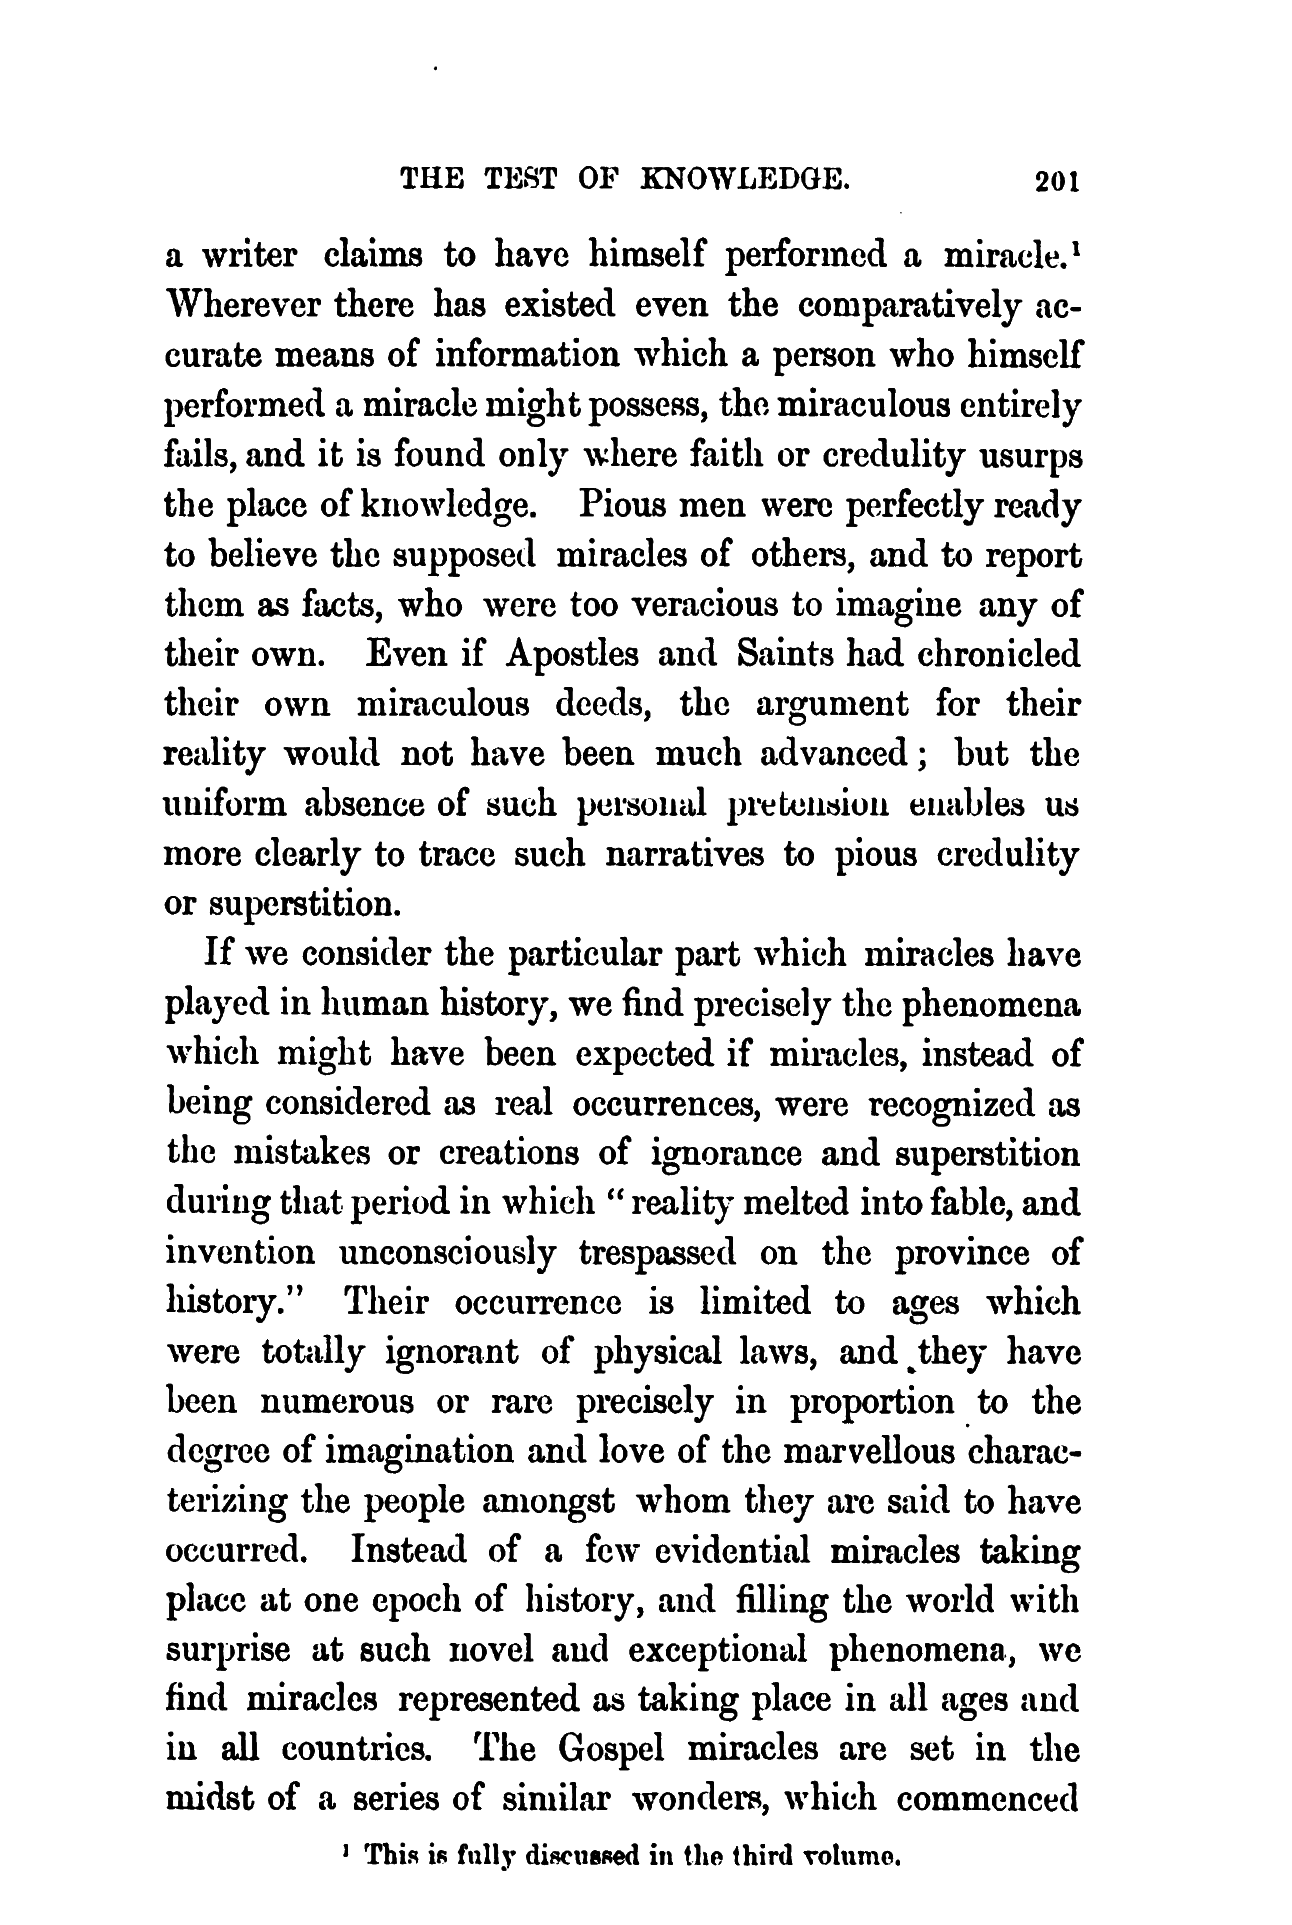 THE TEST OF KNOWLEDGE. 201
a writer claims to have himself performed a miracle.¹
Wherever there has existed even the comparatively ac-
curate means of information which a person who himself
performed a miracle might possess, the miraculous entirely
fails, and it is found only where faith or credulity usurps
the place of knowledge. Pious men were perfectly ready
to believe the supposed miracles of others, and to report
them as facts, who were too veracious to imagine any of
their own. Even if Apostles and Saints had chronicled
their own miraculous deeds, the argument for their
reality would not have been much advanced; but the
uniform absence of such personal pretension enables us
more clearly to trace such narratives to pious credulity
or superstition.
If we consider the particular part which miracles have
played in human history, we find precisely the phenomena
which might have been expected if miracles, instead of
being considered as real occurrences, were recognized as
the mistakes or creations of ignorance and superstition
during that period in which “reality melted into fable, and
invention unconsciously trespassed on the province of
history.” Their occurrence is limited to ages which
were totally ignorant of physical laws, and they have
been numerous or rare precisely in proportion to the
degree of imagination and love of the marvellous charac-
terizing the people amongst whom they are said to have
occurred. Instead of a few evidential miracles taking
place at one epoch of history, and filling the world with
surprise at such novel and exceptional phenomena, we
find miracles represented as taking place in all ages and
in all countries. The Gospel miracles are set in the
midst of a series of similar wonders, which commenced
¹ This is fully discussed in the third volume.